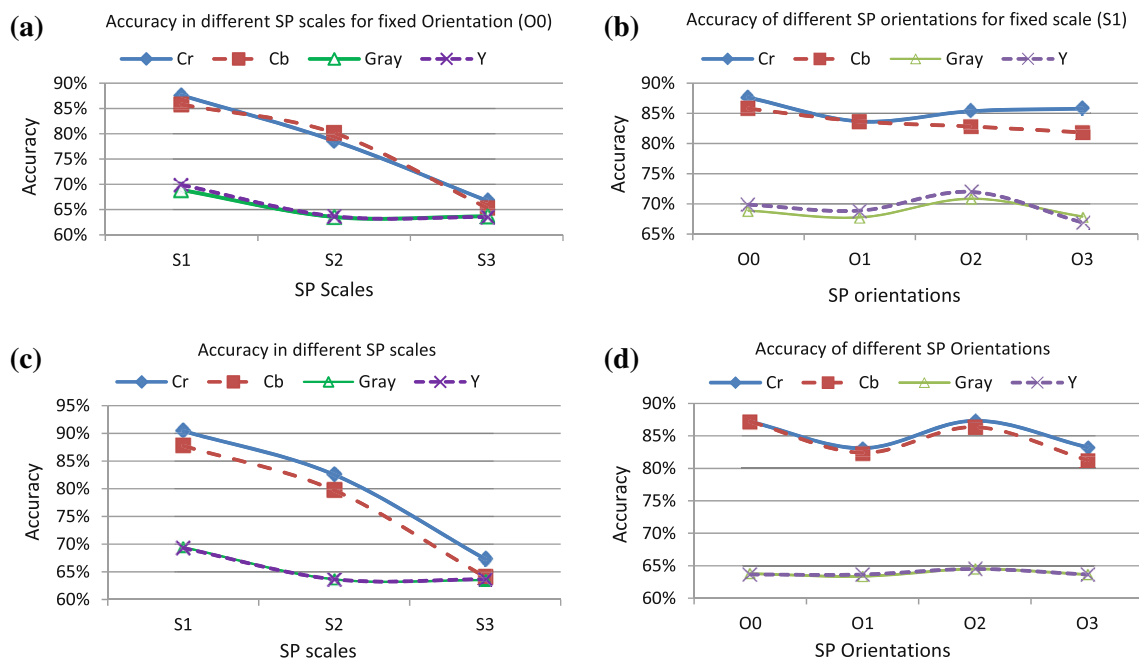 (a)
Accuracy in different SP scales for fixed Orientation (O0)
Cr Cb Gray Y
90%
85%
80%
75%
70%
65%
60%
Accuracy
S1 S2 S3
SP Scales
(b)
Accuracy of different SP orientations for fixed scale (S1)
Cr Cb Gray Y
90%
85%
80%
75%
70%
65%
Accuracy
O0 O1 O2 O3
SP orientations
(c)
Accuracy in different SP scales
Cr Cb Gray Y
95%
90%
85%
80%
75%
70%
65%
60%
Accuracy
S1 S2 S3
SP scales
(d)
Accuracy of different SP Orientations
Cr Cb Gray Y
90%
85%
80%
75%
70%
65%
60%
Accuracy
O0 O1 O2 O3
SP Orientations